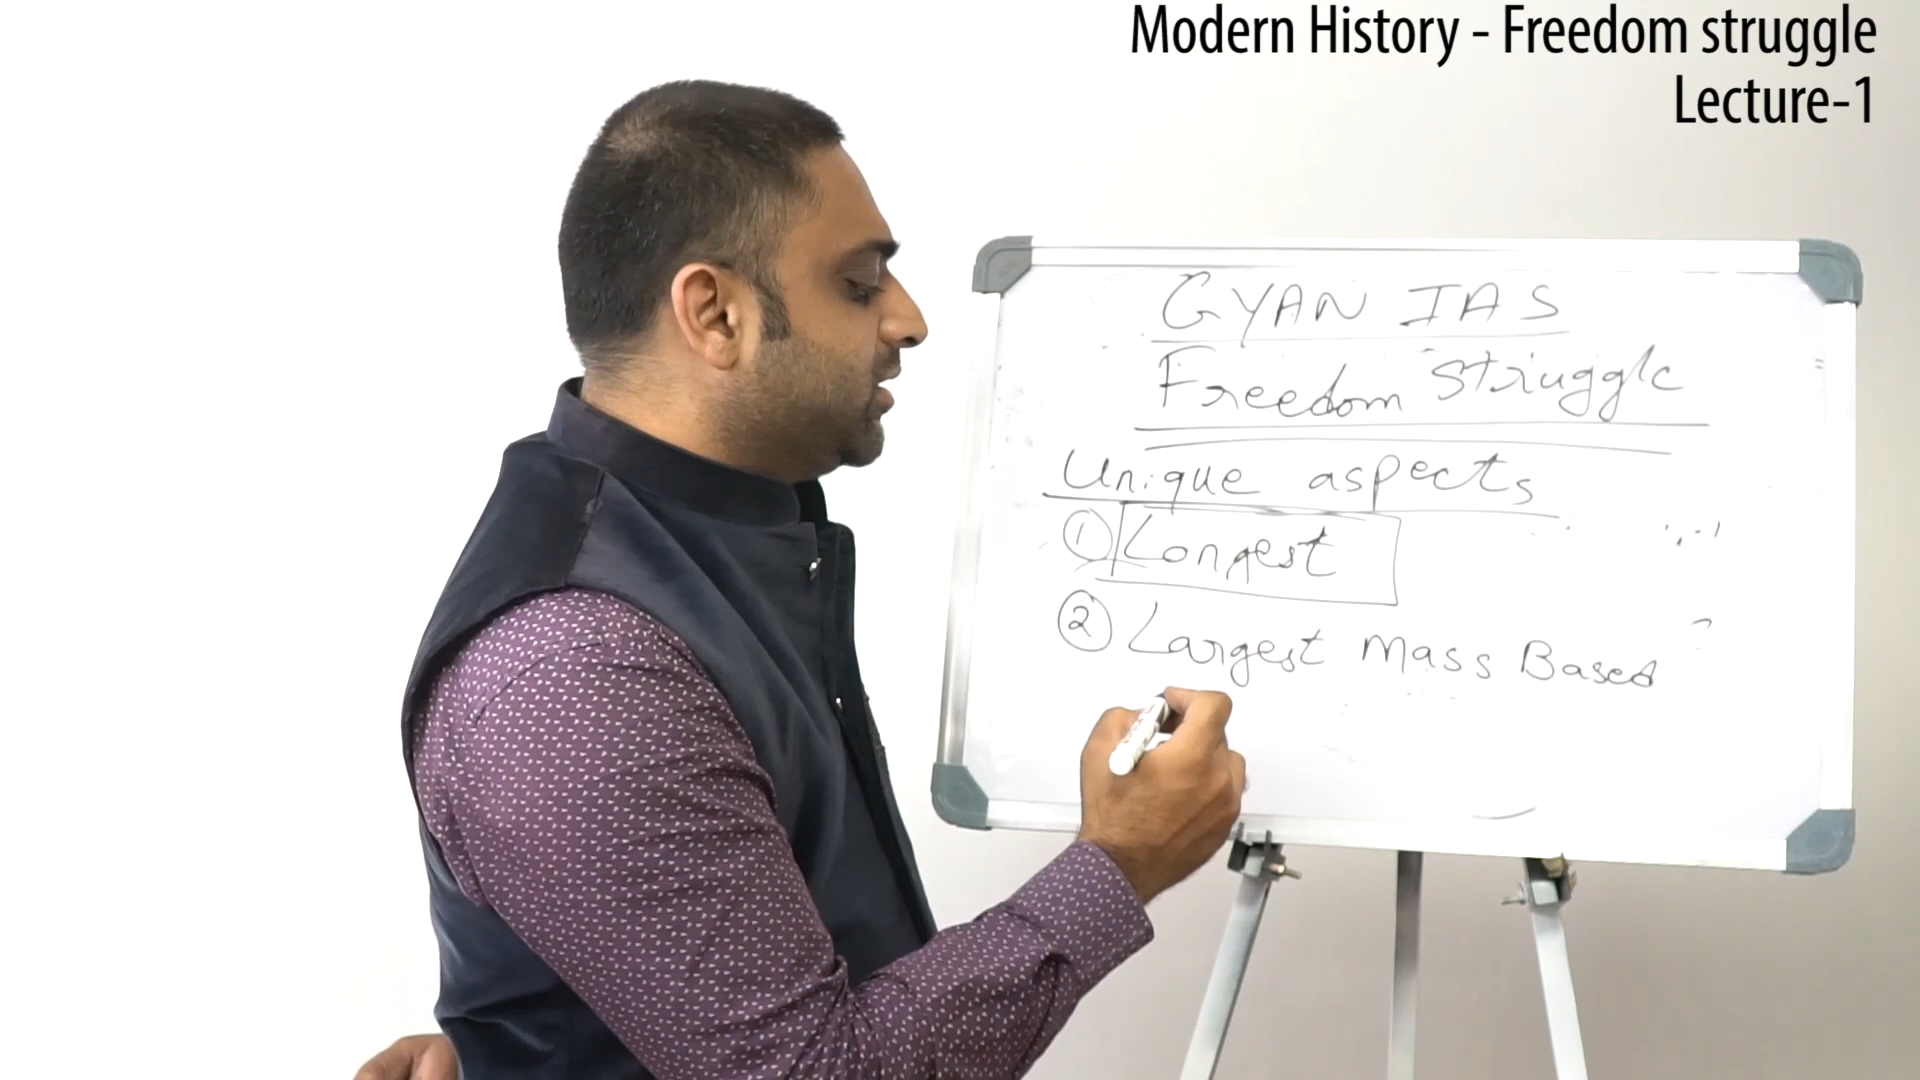 Modern History - Freedom struggle
Lecture-1
GYAN IAS
Freedom Struggle
Unique aspects
① Longest
② Largest Mass Based